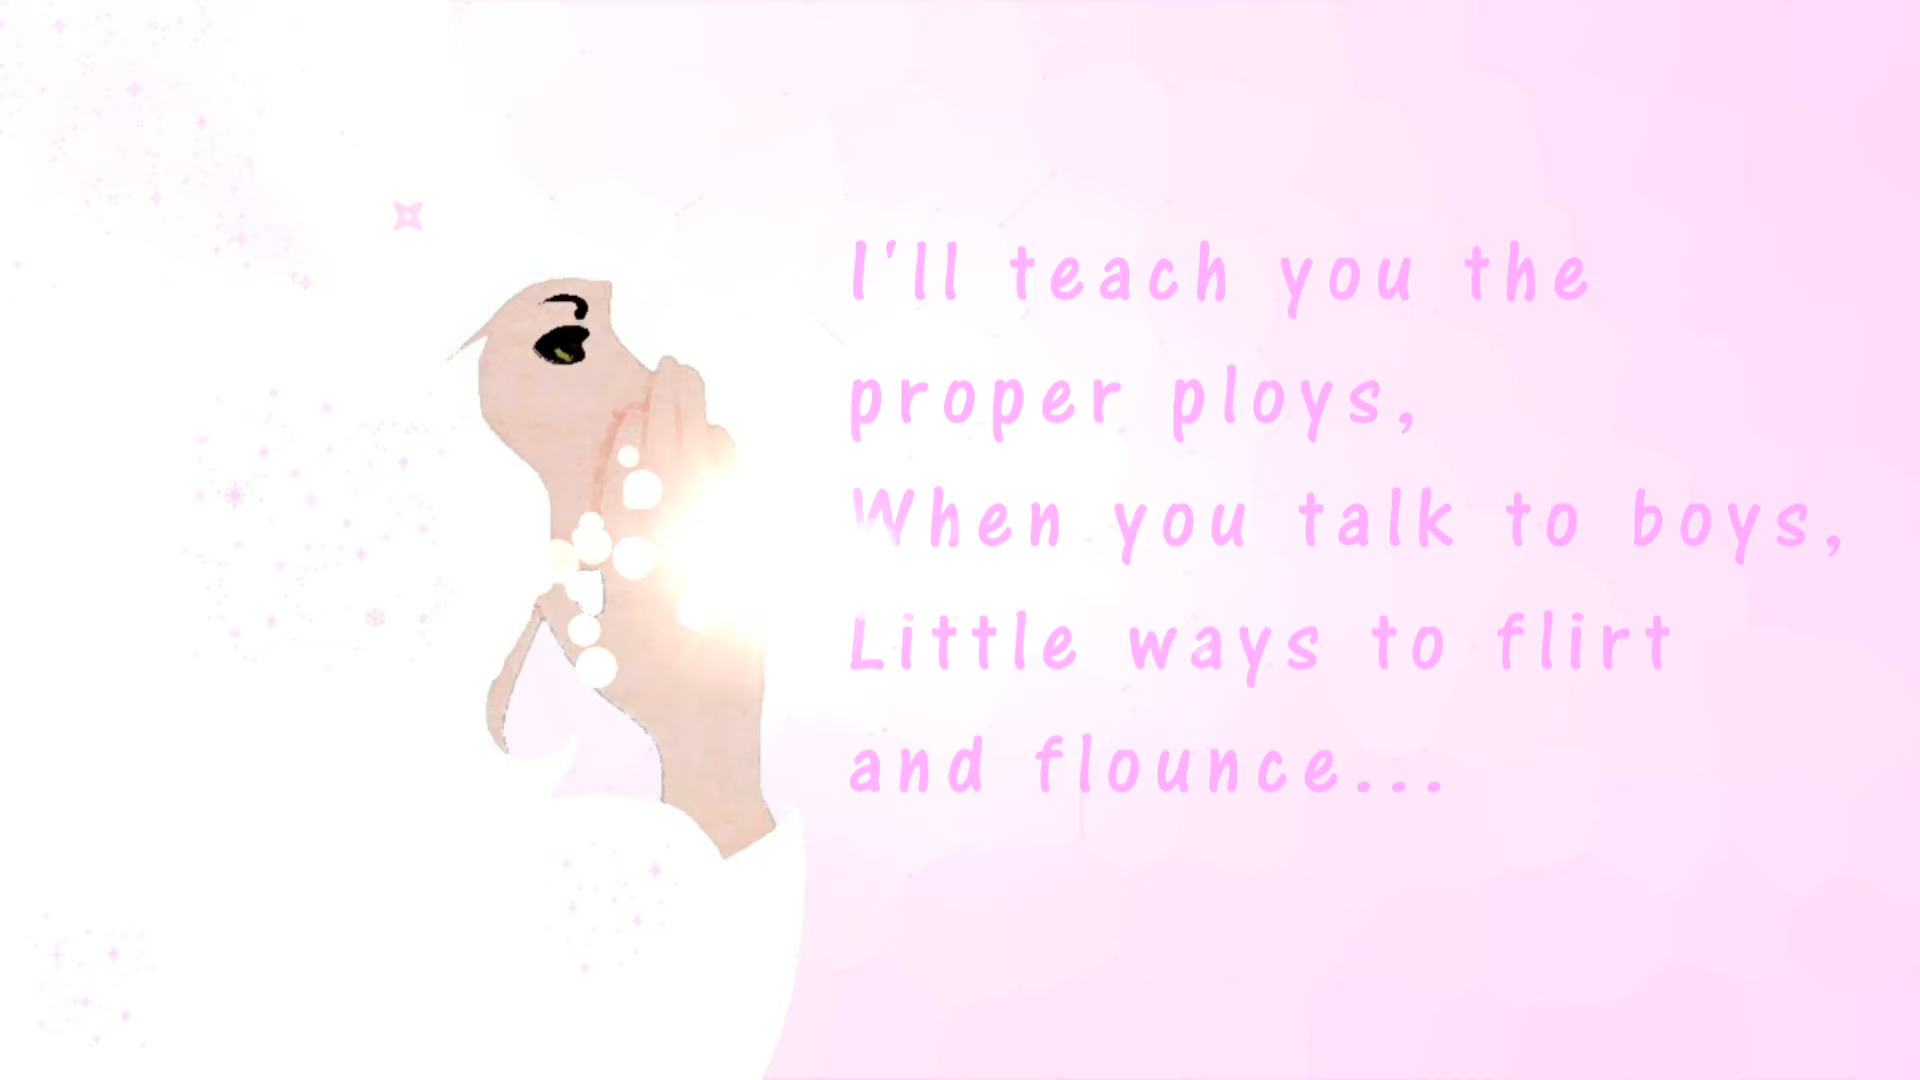 I'll teach you the
proper ploys,
When you talk to boys,
Little ways to flirt
and flounce...